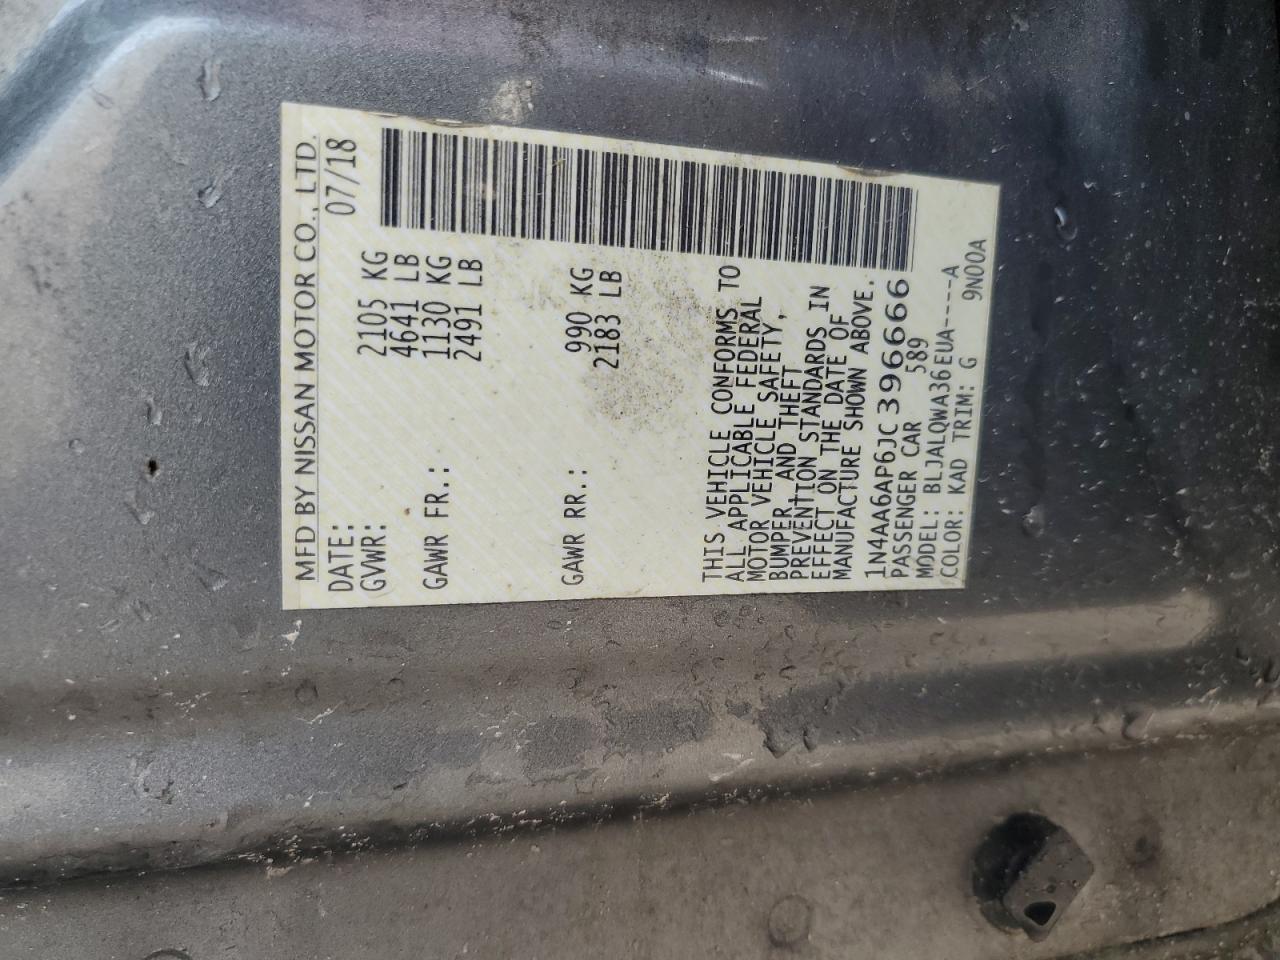 MFD BY NISSAN MOTOR CO., LTD.
DATE: 07/18
GVWR: 2105 KG
4641 LB
GAWR FR.: 1130 KG
2491 LB
GAWR RR.: 990 KG
2183 LB
THIS VEHICLE CONFORMS TO
ALL APPLICABLE FEDERAL
MOTOR VEHICLE SAFETY,
BUMPER AND THEFT
PREVENTION STANDARDS IN
EFFECT ON THE DATE OF
MANUFACTURE SHOWN ABOVE.
1N4AA6AP6JC396666
PASSENGER CAR 589
MODEL: BLJALQWA36EUA-----A
COLOR: KAD TRIM: G 9N00A